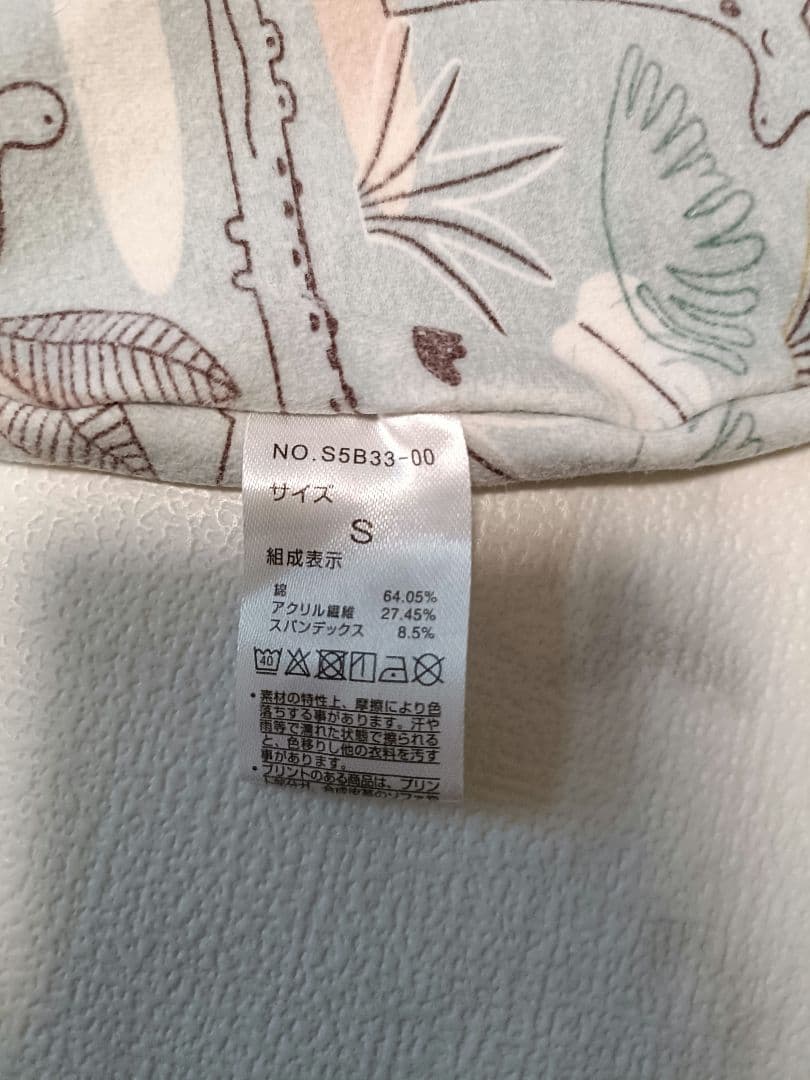 NO.S5B33-00
サイズ
S
組成表示
綿 64.05%
アクリル繊維 27.45%
スパンデックス 8.5%
40
・素材の特性上、摩擦により色
落ちする事があります。汗や
雨等で濡れた状態で擦られる
と、色移りし他の衣料を汚す
事があります。
・プリントのある商品は、プリン